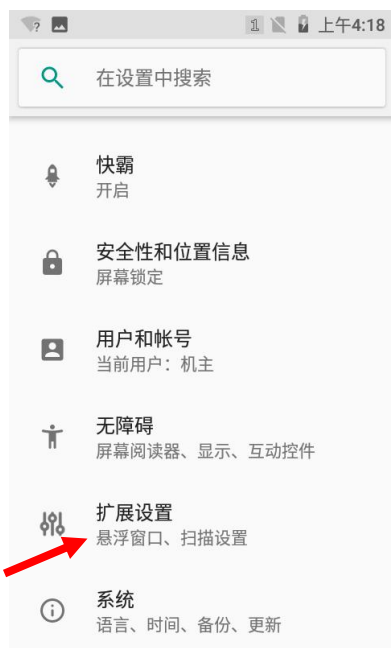 ? 1 上午4:18
在设置中搜索
快霸
开启
安全性和位置信息
屏幕锁定
用户和帐号
当前用户：机主
无障碍
屏幕阅读器、显示、互动控件
扩展设置
悬浮窗口、扫描设置
系统
语言、时间、备份、更新